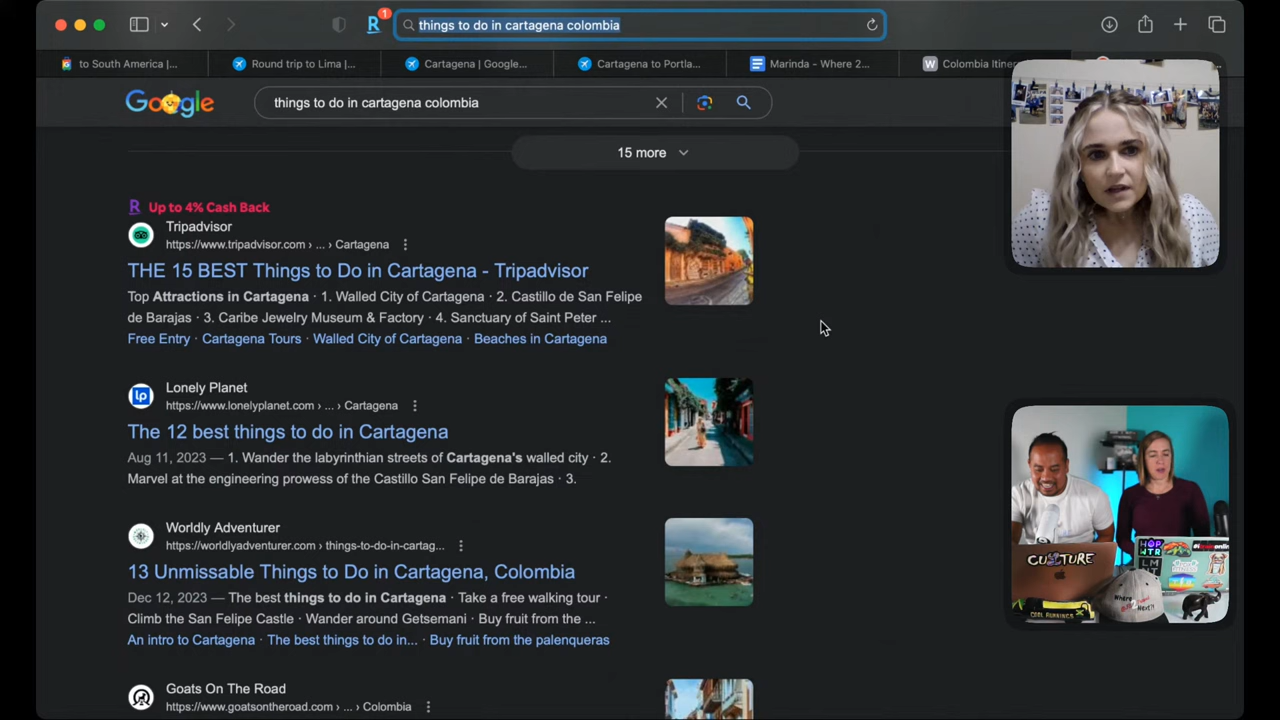 1
things to do in cartagena colombia
to South America |...
Round trip to Lima |...
Cartagena | Google...
Cartagena to Portla...
Marinda - Where 2...
W
Colombia Itine
Google
things to do in cartagena colombia
15 more
Up to 4% Cash Back
Tripadvisor
https://www.tripadvisor.com › ... › Cartagena
THE 15 BEST Things to Do in Cartagena - Tripadvisor
Top Attractions in Cartagena · 1. Walled City of Cartagena · 2. Castillo de San Felipe
de Barajas · 3. Caribe Jewelry Museum & Factory · 4. Sanctuary of Saint Peter ...
Free Entry · Cartagena Tours · Walled City of Cartagena · Beaches in Cartagena
lp
Lonely Planet
https://www.lonelyplanet.com › ... › Cartagena
The 12 best things to do in Cartagena
Aug 11, 2023 — 1. Wander the labyrinthian streets of Cartagena's walled city · 2.
Marvel at the engineering prowess of the Castillo San Felipe de Barajas · 3.
Worldly Adventurer
https://worldlyadventurer.com › things-to-do-in-cartag...
13 Unmissable Things to Do in Cartagena, Colombia
Dec 12, 2023 — The best things to do in Cartagena · Take a free walking tour ·
Climb the San Felipe Castle · Wander around Getsemani · Buy fruit from the ...
An intro to Cartagena · The best things to do in... · Buy fruit from the palenqueras
Goats On The Road
https://www.goatsontheroad.com › ... › Colombia
CULTURE
COOL RUNNINGS